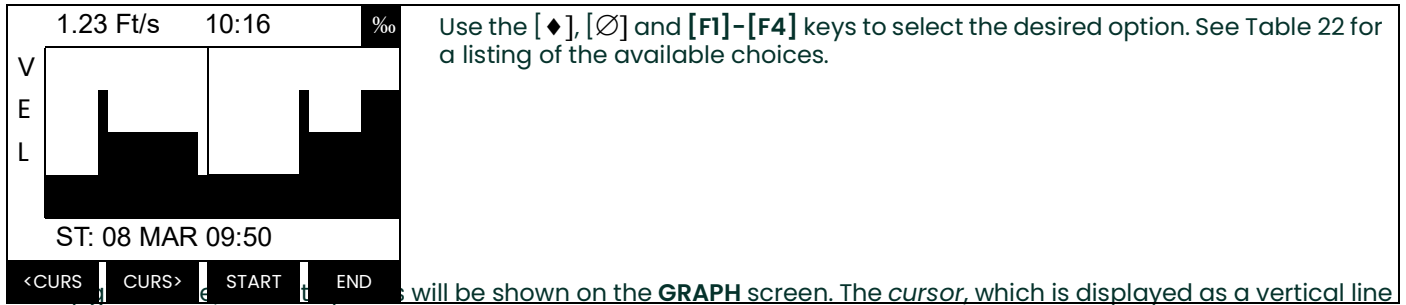 1.23 Ft/s 10:16 ‰
V
E
L
ST: 08 MAR 09:50
<CURS CURS> START END
Use the [♦], [∅] and [F1]-[F4] keys to select the desired option. See Table 22 for
a listing of the available choices.
will be shown on the GRAPH screen. The cursor, which is displayed as a vertical line